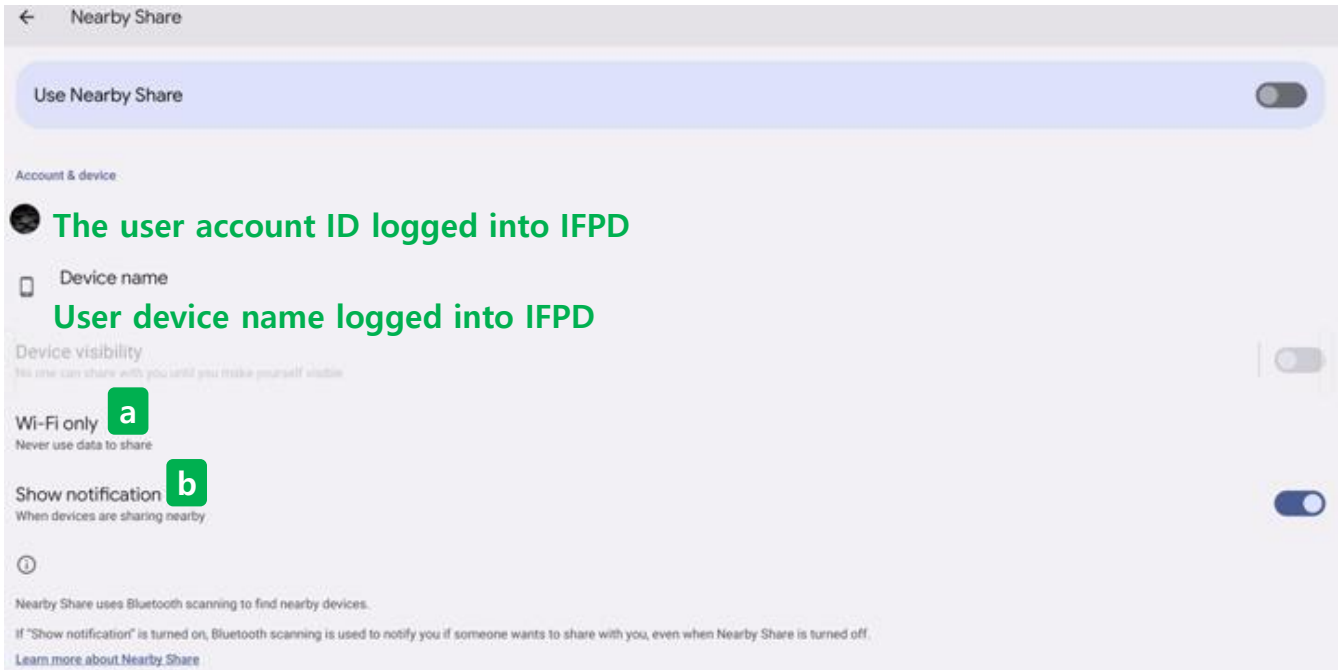 Nearby Share
Use Nearby Share
Account & device
The user account ID logged into IFPD
Device name
User device name logged into IFPD
Device visibility
No one can share with you until you make yourself visible
Wi-Fi only a
Never use data to share
Show notification b
When devices are sharing nearby
Nearby Share uses Bluetooth scanning to find nearby devices.
If "Show notification" is turned on, Bluetooth scanning is used to notify you if someone wants to share with you, even when Nearby Share is turned off.
Learn more about Nearby Share